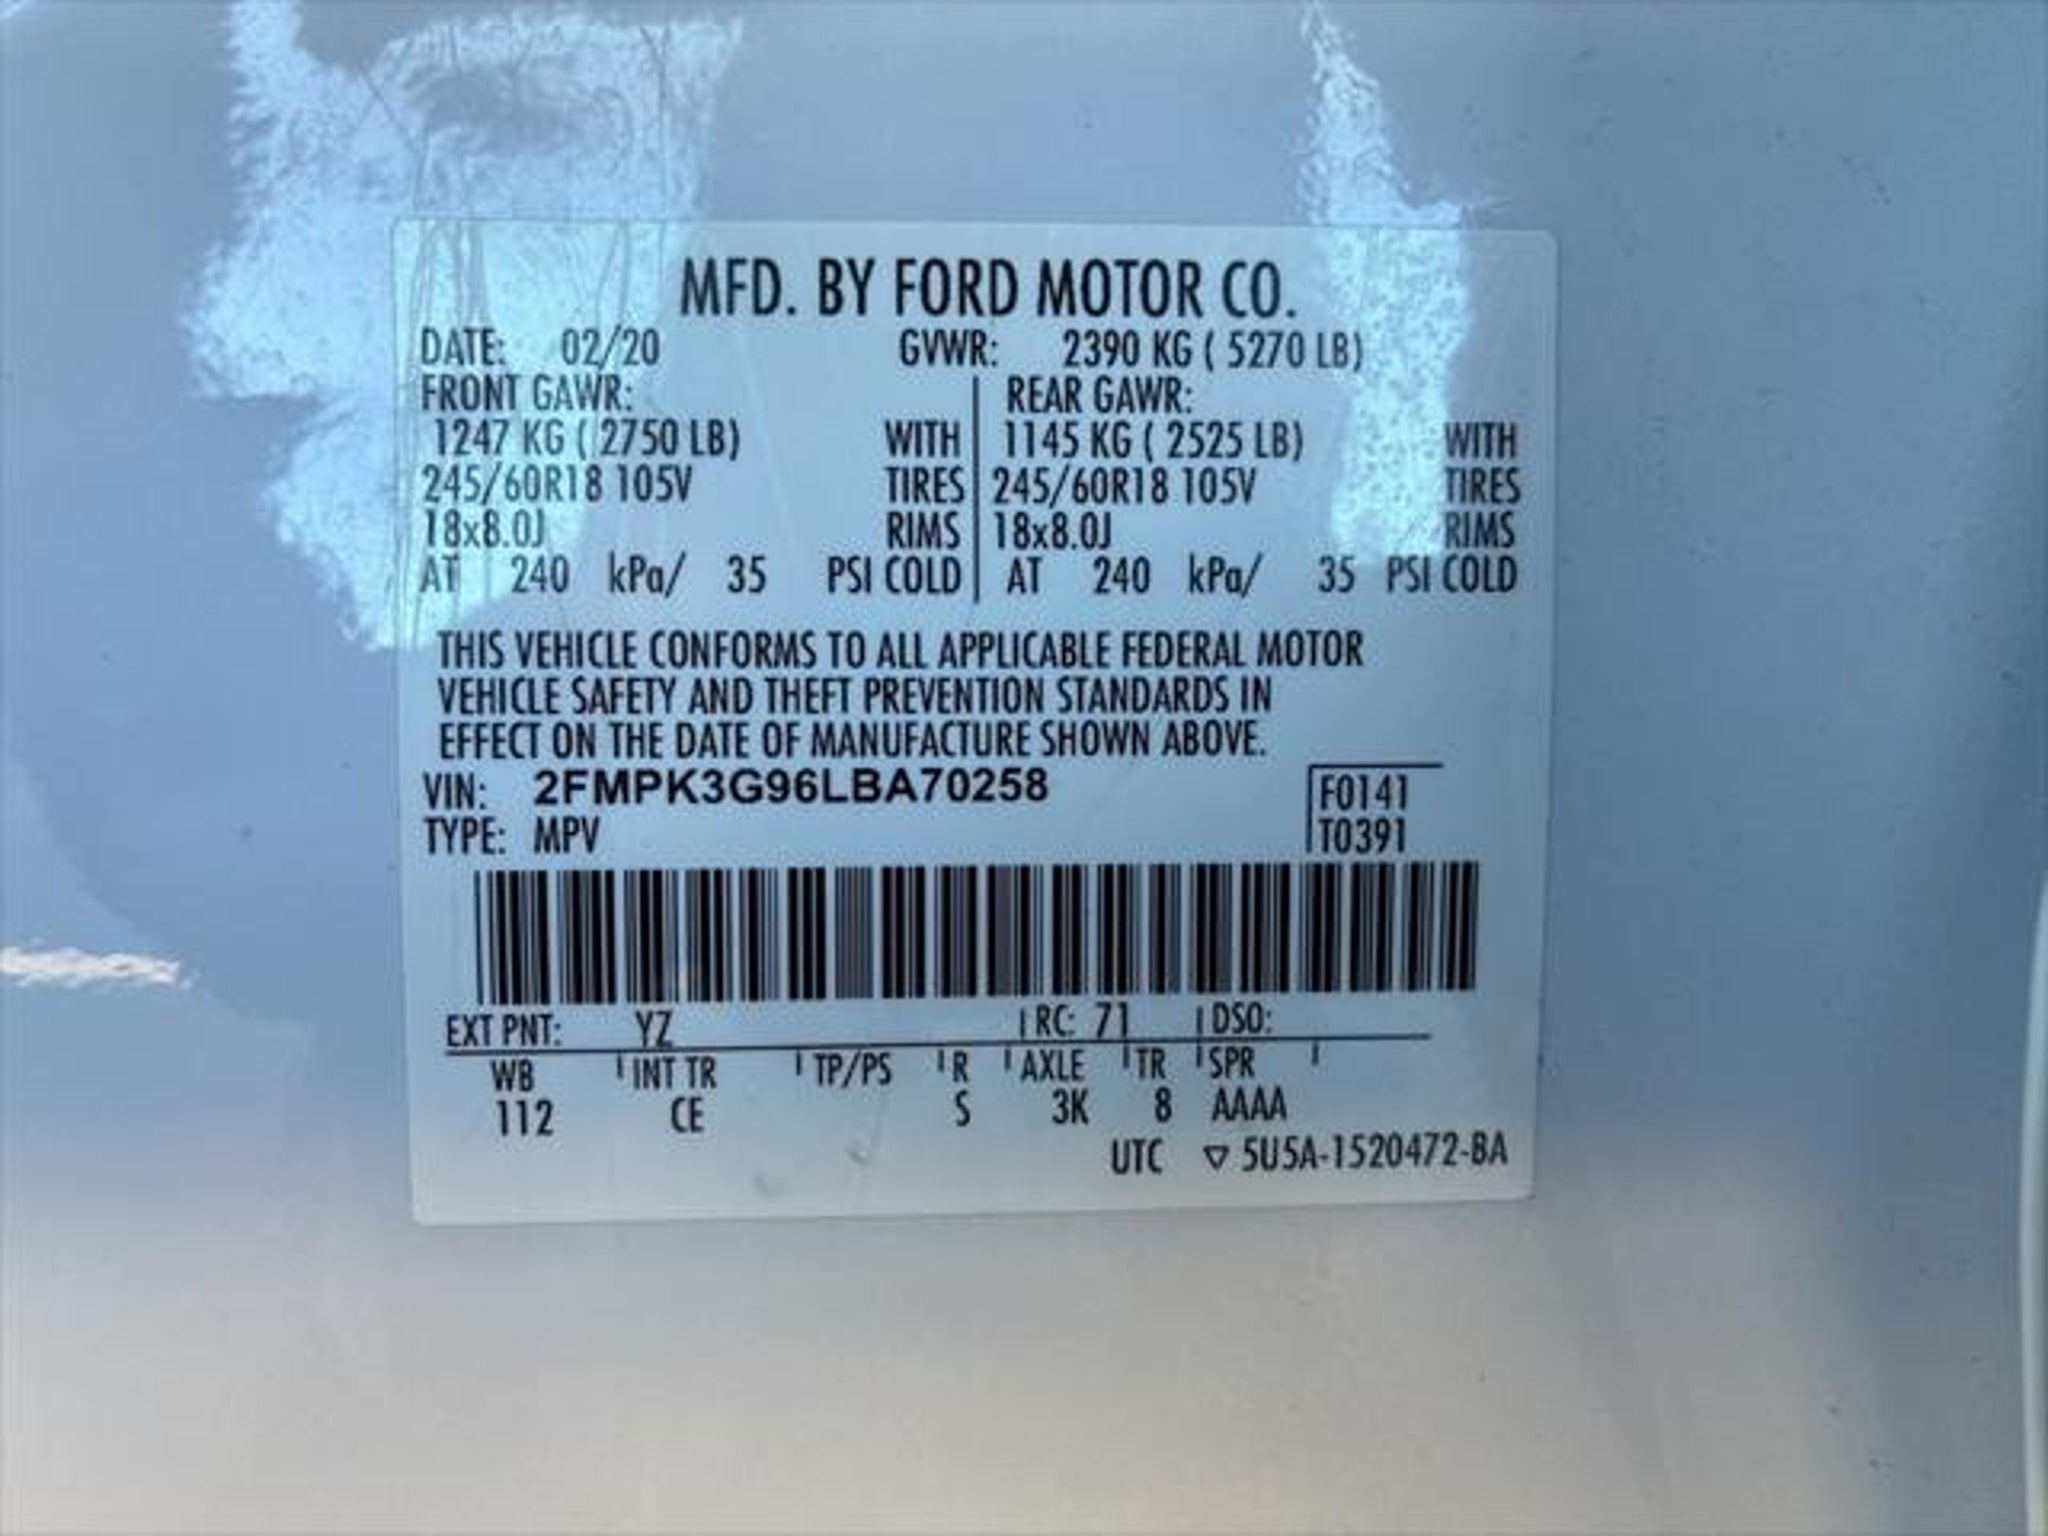 MFD. BY FORD MOTOR CO.
DATE: 02/20 GVWR: 2390 KG ( 5270 LB)
FRONT GAWR: REAR GAWR:
1247 KG ( 2750 LB) WITH 1145 KG ( 2525 LB) WITH
245/60R18 105V TIRES 245/60R18 105V TIRES
18x8.0J RIMS 18x8.0J RIMS
AT 240 kPa/ 35 PSI COLD AT 240 kPa/ 35 PSI COLD
THIS VEHICLE CONFORMS TO ALL APPLICABLE FEDERAL MOTOR
VEHICLE SAFETY AND THEFT PREVENTION STANDARDS IN
EFFECT ON THE DATE OF MANUFACTURE SHOWN ABOVE.
VIN: 2FMPK3G96LBA70258 F0141
TYPE: MPV T0391
EXT PNT: YZ RC: 71 DSO:
WB INT TR TP/PS R AXLE TR SPR
112 CE S 3K 8 AAAA
UTC ▽ 5U5A-1520472-BA